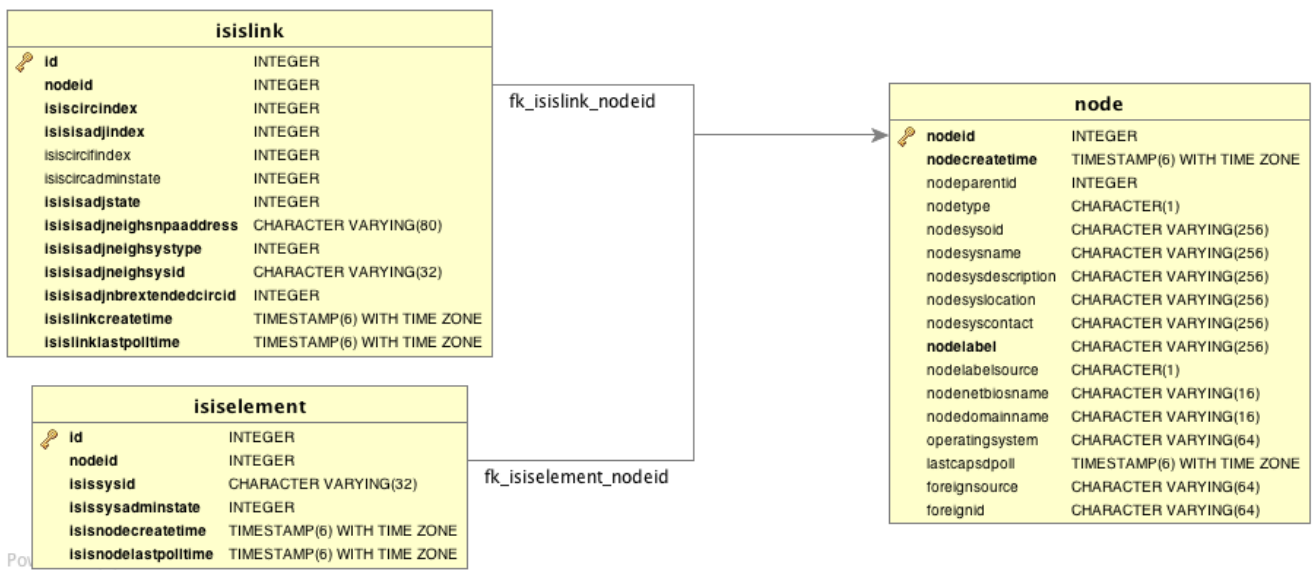 isislink
id INTEGER
nodeid INTEGER
isiscircindex INTEGER
isisisadjindex INTEGER
isiscircifindex INTEGER
isiscircadminstate INTEGER
isisisadjstate INTEGER
isisisadjneighsnpaaddress CHARACTER VARYING(80)
isisisadjneighsystype INTEGER
isisisadjneighsysid CHARACTER VARYING(32)
isisisadjnbrextendedcircid INTEGER
isislinkcreatetime TIMESTAMP(6) WITH TIME ZONE
isislinklastpolltime TIMESTAMP(6) WITH TIME ZONE
fk_isislink_nodeid
isiselement
id INTEGER
nodeid INTEGER
isissysid CHARACTER VARYING(32)
isissysadminstate INTEGER
isisnodecreatetime TIMESTAMP(6) WITH TIME ZONE
isisnodelastpolltime TIMESTAMP(6) WITH TIME ZONE
fk_isiselement_nodeid
node
nodeid INTEGER
nodecreatetime TIMESTAMP(6) WITH TIME ZONE
nodeparentid INTEGER
nodetype CHARACTER(1)
nodesysoid CHARACTER VARYING(256)
nodesysname CHARACTER VARYING(256)
nodesysdescription CHARACTER VARYING(256)
nodesyslocation CHARACTER VARYING(256)
nodesyscontact CHARACTER VARYING(256)
nodelabel CHARACTER VARYING(256)
nodelabelsource CHARACTER(1)
nodenetbiosname CHARACTER VARYING(16)
nodedomainname CHARACTER VARYING(16)
operatingsystem CHARACTER VARYING(64)
lastcapsdpoll TIMESTAMP(6) WITH TIME ZONE
foreignsource CHARACTER VARYING(64)
foreignid CHARACTER VARYING(64)